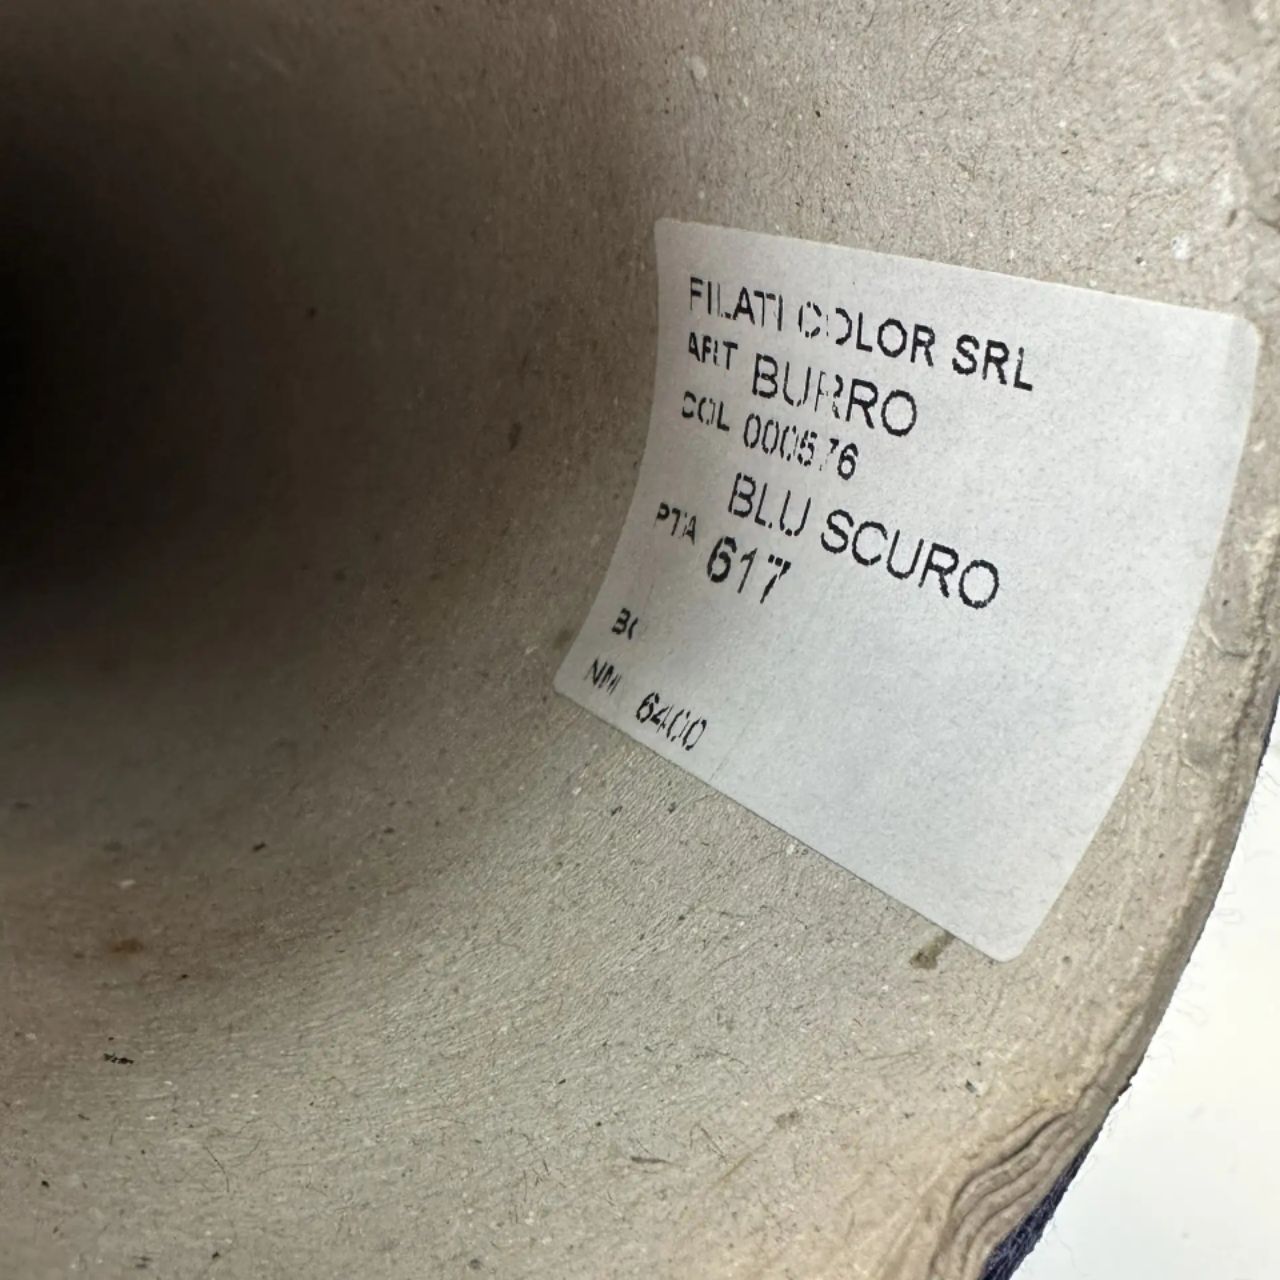 FILATI COLOR SRL
ART BURRO
COL 000576
BLU SCURO
PTA 617
NM 6400